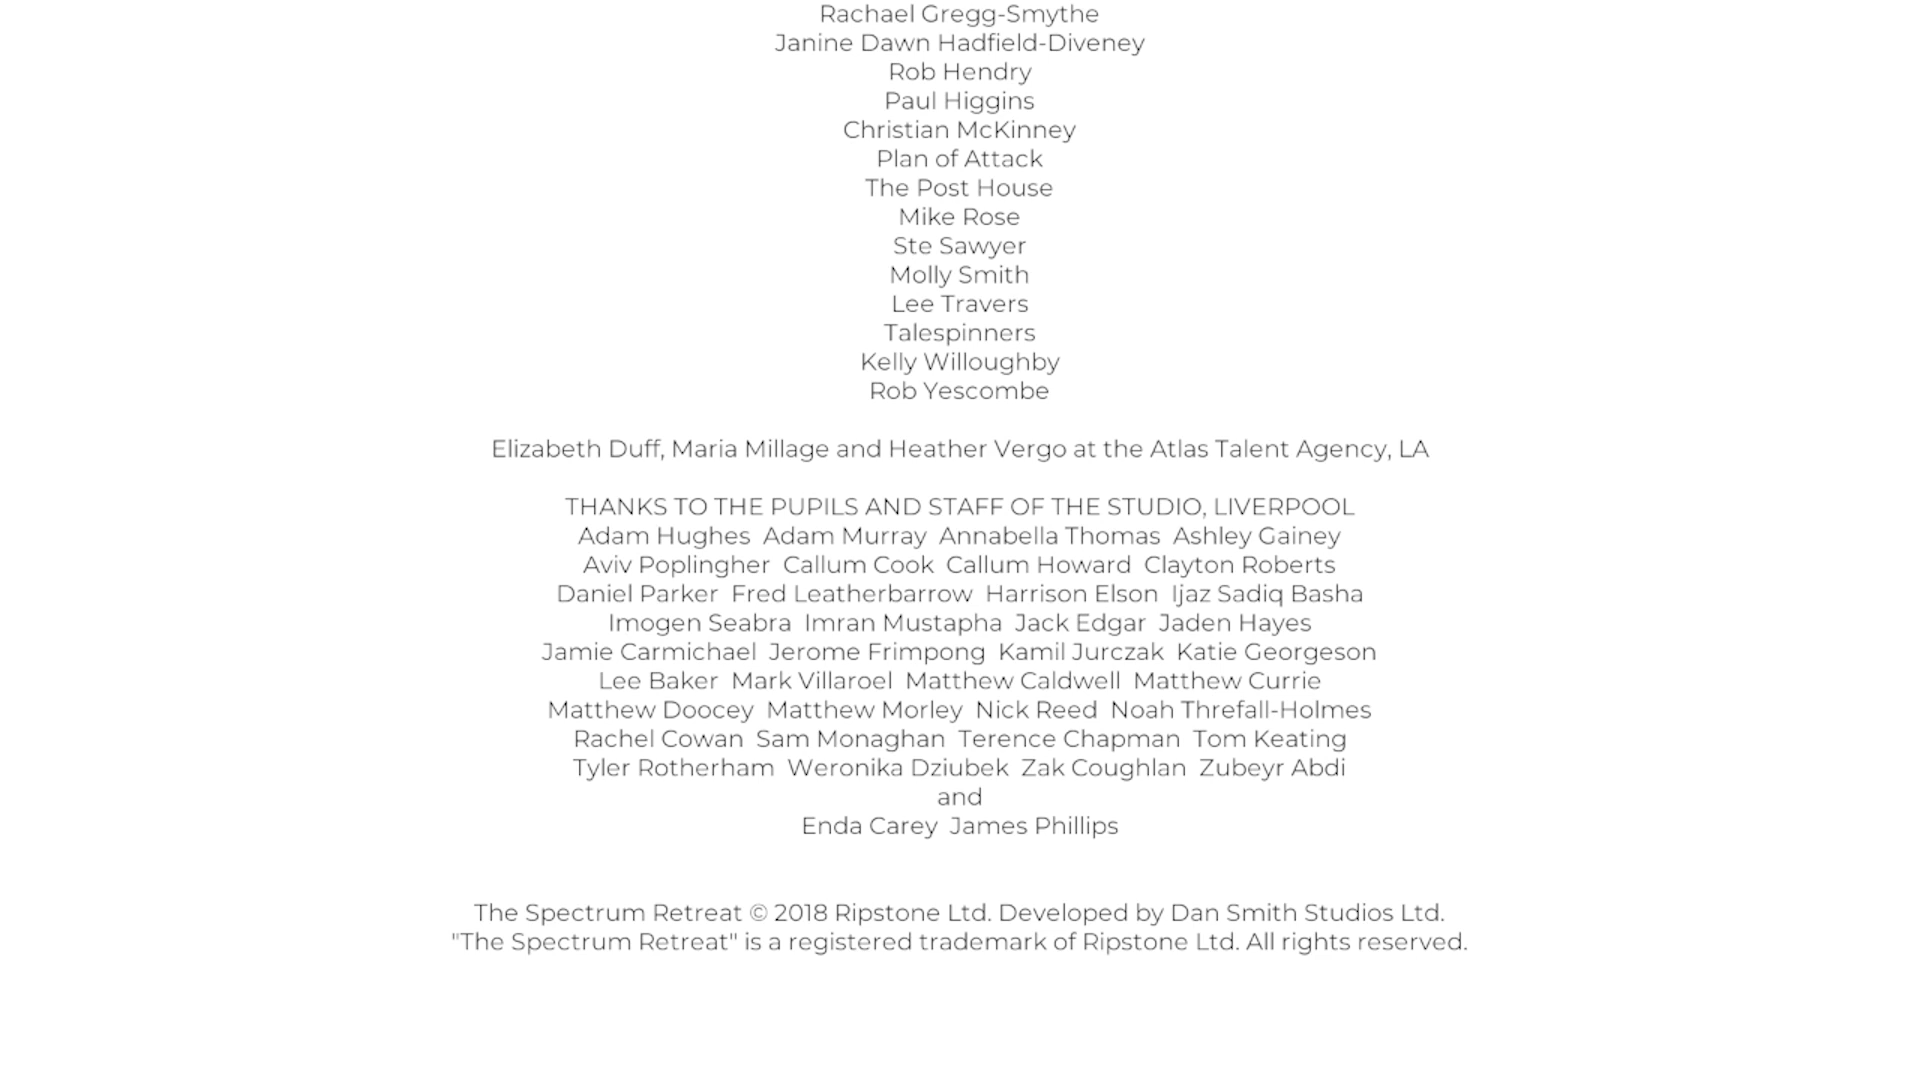 Rachael Gregg-Smythe
Janine Dawn Hadfield-Diveney
Rob Hendry
Paul Higgins
Christian McKinney
Plan of Attack
The Post House
Mike Rose
Ste Sawyer
Molly Smith
Lee Travers
Talespinners
Kelly Willoughby
Rob Yescombe
Elizabeth Duff, Maria Millage and Heather Vergo at the Atlas Talent Agency, LA
THANKS TO THE PUPILS AND STAFF OF THE STUDIO, LIVERPOOL
Adam Hughes  Adam Murray  Annabella Thomas  Ashley Gainey
Aviv Poplingher  Callum Cook  Callum Howard  Clayton Roberts
Daniel Parker  Fred Leatherbarrow  Harrison Elson  Ijaz Sadiq Basha
Imogen Seabra  Imran Mustapha  Jack Edgar  Jaden Hayes
Jamie Carmichael  Jerome Frimpong  Kamil Jurczak  Katie Georgeson
Lee Baker  Mark Villaroel  Matthew Caldwell  Matthew Currie
Matthew Doocey  Matthew Morley  Nick Reed  Noah Threfall-Holmes
Rachel Cowan  Sam Monaghan  Terence Chapman  Tom Keating
Tyler Rotherham  Weronika Dziubek  Zak Coughlan  Zubeyr Abdi
and
Enda Carey  James Phillips
The Spectrum Retreat © 2018 Ripstone Ltd. Developed by Dan Smith Studios Ltd.
"The Spectrum Retreat" is a registered trademark of Ripstone Ltd. All rights reserved.